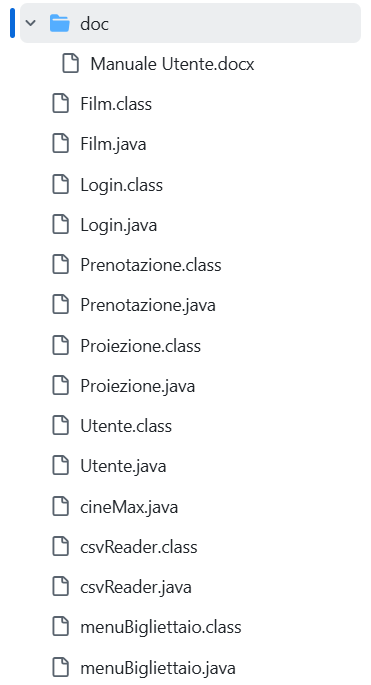 doc
Manuale Utente.docx
Film.class
Film.java
Login.class
Login.java
Prenotazione.class
Prenotazione.java
Proiezione.class
Proiezione.java
Utente.class
Utente.java
cineMax.java
csvReader.class
csvReader.java
menuBigliettaio.class
menuBigliettaio.java